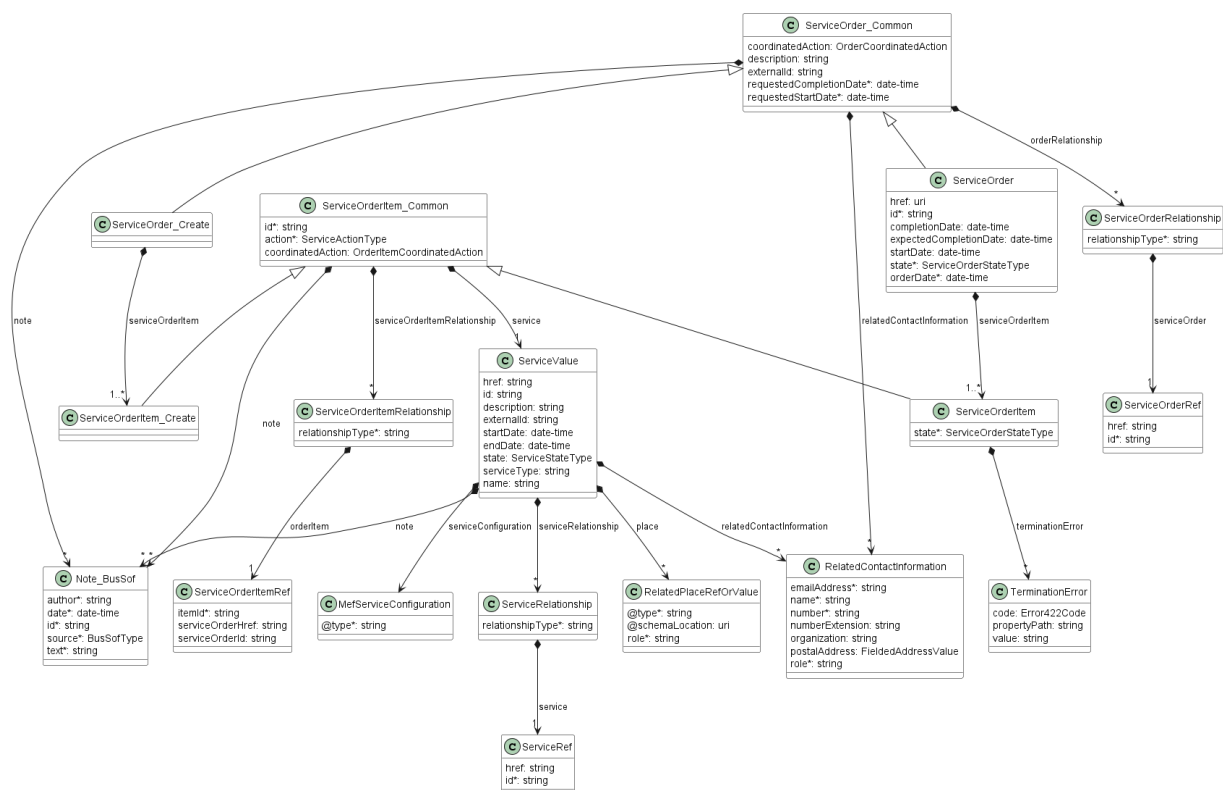 C ServiceOrder_Common
coordinatedAction: OrderCoordinatedAction
description: string
externalId: string
requestedCompletionDate*: date-time
requestedStartDate*: date-time
orderRelationship
*
C ServiceOrder
href: uri
id*: string
completionDate: date-time
expectedCompletionDate: date-time
startDate: date-time
state*: ServiceOrderStateType
orderDate*: date-time
C ServiceOrderItem_Common
id*: string
action*: ServiceActionType
coordinatedAction: OrderItemCoordinatedAction
C ServiceOrder_Create
C ServiceOrderRelationship
relationshipType*: string
note
serviceOrderItem
serviceOrderItemRelationship
service
relatedContactInformation
serviceOrderItem
serviceOrder
1
C ServiceValue
href: string
id: string
description: string
externalId: string
startDate: date-time
endDate: date-time
state: ServiceStateType
serviceType: string
name: string
1..*
*
1..*
1
C ServiceOrderItem_Create
note
C ServiceOrderItemRelationship
relationshipType*: string
C ServiceOrderItem
state*: ServiceOrderStateType
C ServiceOrderRef
href: string
id*: string
orderItem
note
serviceConfiguration
serviceRelationship
place
relatedContactInformation
terminationError
*
* *
1
*
*
*
*
*
C Note_BusSof
author*: string
date*: date-time
id*: string
source*: BusSofType
text*: string
C ServiceOrderItemRef
itemId*: string
serviceOrderHref: string
serviceOrderId: string
C MefServiceConfiguration
@type*: string
C ServiceRelationship
relationshipType*: string
C RelatedPlaceRefOrValue
@type*: string
@schemaLocation: uri
role*: string
C RelatedContactInformation
emailAddress*: string
name*: string
number*: string
numberExtension: string
organization: string
postalAddress: FieldedAddressValue
role*: string
C TerminationError
code: Error422Code
propertyPath: string
value: string
service
1
C ServiceRef
href: string
id*: string